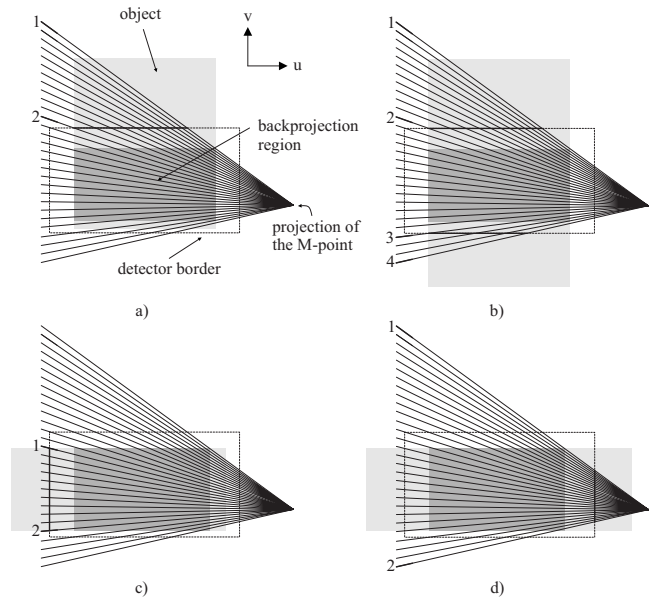 object
v
u
1
2
backprojection
region
projection of
the M-point
detector border
a)
1
2
3
4
b)
1
2
c)
1
2
d)